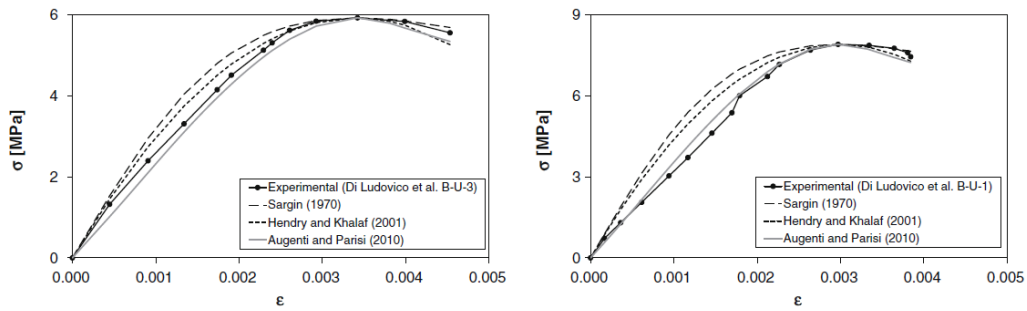 6
4
2
0
σ [MPa]
Experimental (Di Ludovico et al. B-U-3)
Sargin (1970)
Hendry and Khalaf (2001)
Augenti and Parisi (2010)
0.000
0.001
0.002
0.003
0.004
0.005
ε
9
6
3
0
σ [MPa]
Experimental (Di Ludovico et al. B-U-1)
Sargin (1970)
Hendry and Khalaf (2001)
Augenti and Parisi (2010)
0.000
0.001
0.002
0.003
0.004
0.005
ε